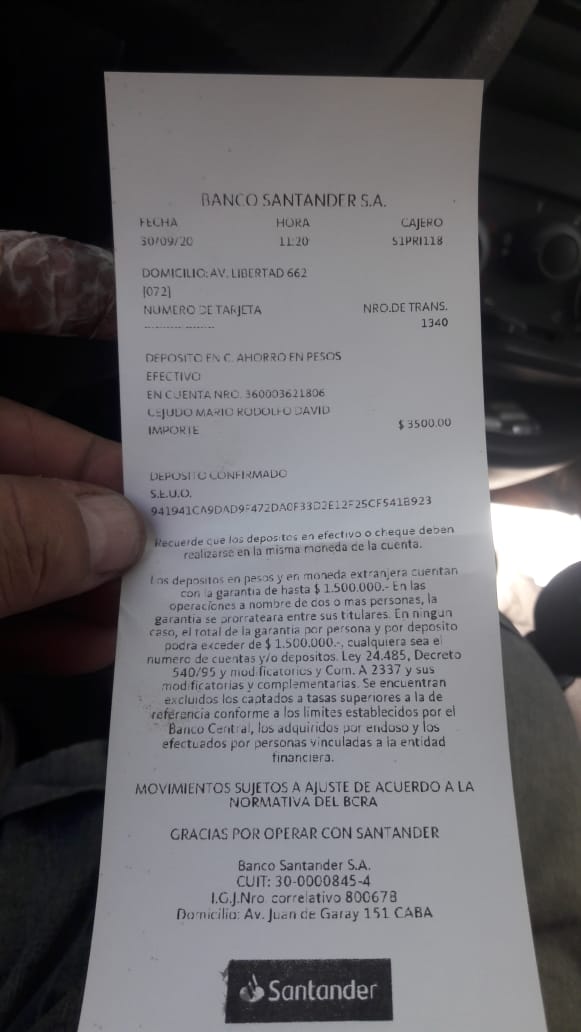 BANCO SANTANDER S.A.
FECHA HORA CAJERO
30/09/20 11:20 S1PRI118
DOMICILIO: AV. LIBERTAD 662
[072]
NUMERO DE TARJETA NRO.DE TRANS.
------------------- 1340
DEPOSITO EN C. AHORRO EN PESOS
EFECTIVO
EN CUENTA NRO. 360003621806
CEJUDO MARIO RODOLFO DAVID
IMPORTE $ 3500.00
DEPOSITO CONFIRMADO
S.E.U.O.
941941CA9DAD9F472DA0F33D2E12F25CF541B923
Recuerde que los depositos en efectivo o cheque deben
realizarse en la misma moneda de la cuenta.
Los depositos en pesos y en moneda extranjera cuentan
con la garantia de hasta $ 1.500.000.- En las
operaciones a nombre de dos o mas personas, la
garantia se prorrateara entre sus titulares. En ningun
caso, el total de la garantia por persona y por deposito
podra exceder de $ 1.500.000.-, cualquiera sea el
numero de cuentas y/o depositos. Ley 24.485, Decreto
540/95 y modificatorios y Com. A 2337 y sus
modificatorias y complementarias. Se encuentran
excluidos los captados a tasas superiores a la de
referencia conforme a los limites establecidos por el
Banco Central, los adquiridos por endoso y los
efectuados por personas vinculadas a la entidad
financiera.
MOVIMIENTOS SUJETOS A AJUSTE DE ACUERDO A LA
NORMATIVA DEL BCRA
GRACIAS POR OPERAR CON SANTANDER
Banco Santander S.A.
CUIT: 30-0000845-4
I.G.J.Nro. correlativo 800678
Domicilio: Av. Juan de Garay 151 CABA
Santander